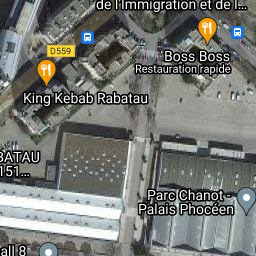 de l'Immigration et de l'...
D559
Boss Boss
Restauration rapide
King Kebab Rabatau
BATAU
151...
Parc Chanot -
Palais Phocéen
all 8